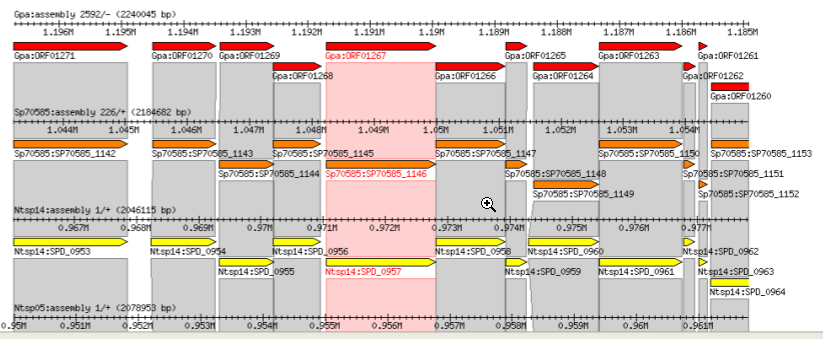 Gpa:assembly 2592/- (2240045 bp)
1.196M 1.195M 1.194M 1.193M 1.192M 1.191M 1.19M 1.189M 1.188M 1.187M 1.186M 1.185M
Gpa:ORF01271 Gpa:ORF01270 Gpa:ORF01269 Gpa:ORF01267 Gpa:ORF01265 Gpa:ORF01263 Gpa:ORF01261
Gpa:ORF01268 Gpa:ORF01266 Gpa:ORF01264 Gpa:ORF01262
Gpa:ORF01260
Sp70585:assembly 226/+ (2184682 bp)
1.044M 1.045M 1.046M 1.047M 1.048M 1.049M 1.05M 1.051M 1.052M 1.053M 1.054M
Sp70585:SP70585_1142 Sp70585:SP70585_1143 Sp70585:SP70585_1145 Sp70585:SP70585_1147 Sp70585:SP70585_1150 Sp70585:SP70585_1153
Sp70585:SP70585_1144 Sp70585:SP70585_1146 Sp70585:SP70585_1148 Sp70585:SP70585_1151
Sp70585:SP70585_1149 Sp70585:SP70585_1152
Ntsp14:assembly 1/+ (2046115 bp)
0.967M 0.968M 0.969M 0.97M 0.971M 0.972M 0.973M 0.974M 0.975M 0.976M 0.977M
Ntsp14:SPD_0953 Ntsp14:SPD_0954 Ntsp14:SPD_0956 Ntsp14:SPD_0958 Ntsp14:SPD_0960 Ntsp14:SPD_0962
Ntsp14:SPD_0955 Ntsp14:SPD_0957 Ntsp14:SPD_0959 Ntsp14:SPD_0961 Ntsp14:SPD_0963
Ntsp14:SPD_0964
Ntsp05:assembly 1/+ (2078953 bp)
0.95M 0.951M 0.952M 0.953M 0.954M 0.955M 0.956M 0.957M 0.958M 0.959M 0.96M 0.961M